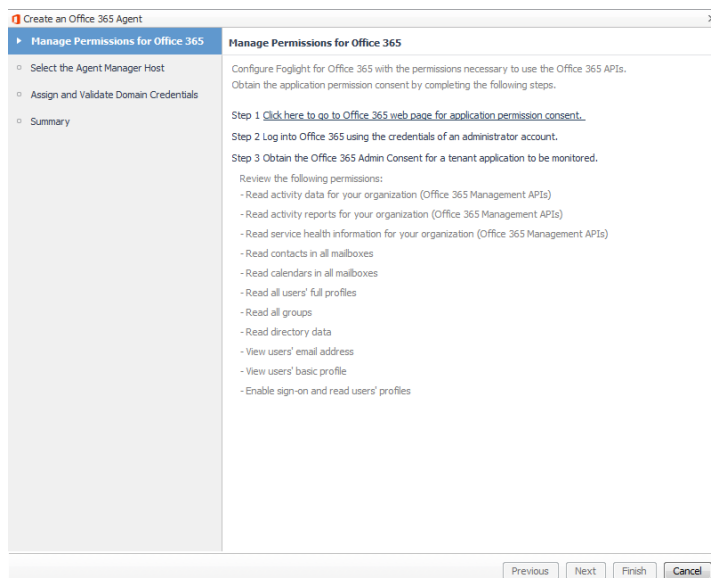 Create an Office 365 Agent
Manage Permissions for Office 365
Select the Agent Manager Host
Assign and Validate Domain Credentials
Summary
Manage Permissions for Office 365
Configure Foglight for Office 365 with the permissions necessary to use the Office 365 APIs.
Obtain the application permission consent by completing the following steps.
Step 1 Click here to go to Office 365 web page for application permission consent.
Step 2 Log into Office 365 using the credentials of an administrator account.
Step 3 Obtain the Office 365 Admin Consent for a tenant application to be monitored.
Review the following permissions:
- Read activity data for your organization (Office 365 Management APIs)
- Read activity reports for your organization (Office 365 Management APIs)
- Read service health information for your organization (Office 365 Management APIs)
- Read contacts in all mailboxes
- Read calendars in all mailboxes
- Read all users' full profiles
- Read all groups
- Read directory data
- View users' email address
- View users' basic profile
- Enable sign-on and read users' profiles
Previous Next Finish Cancel